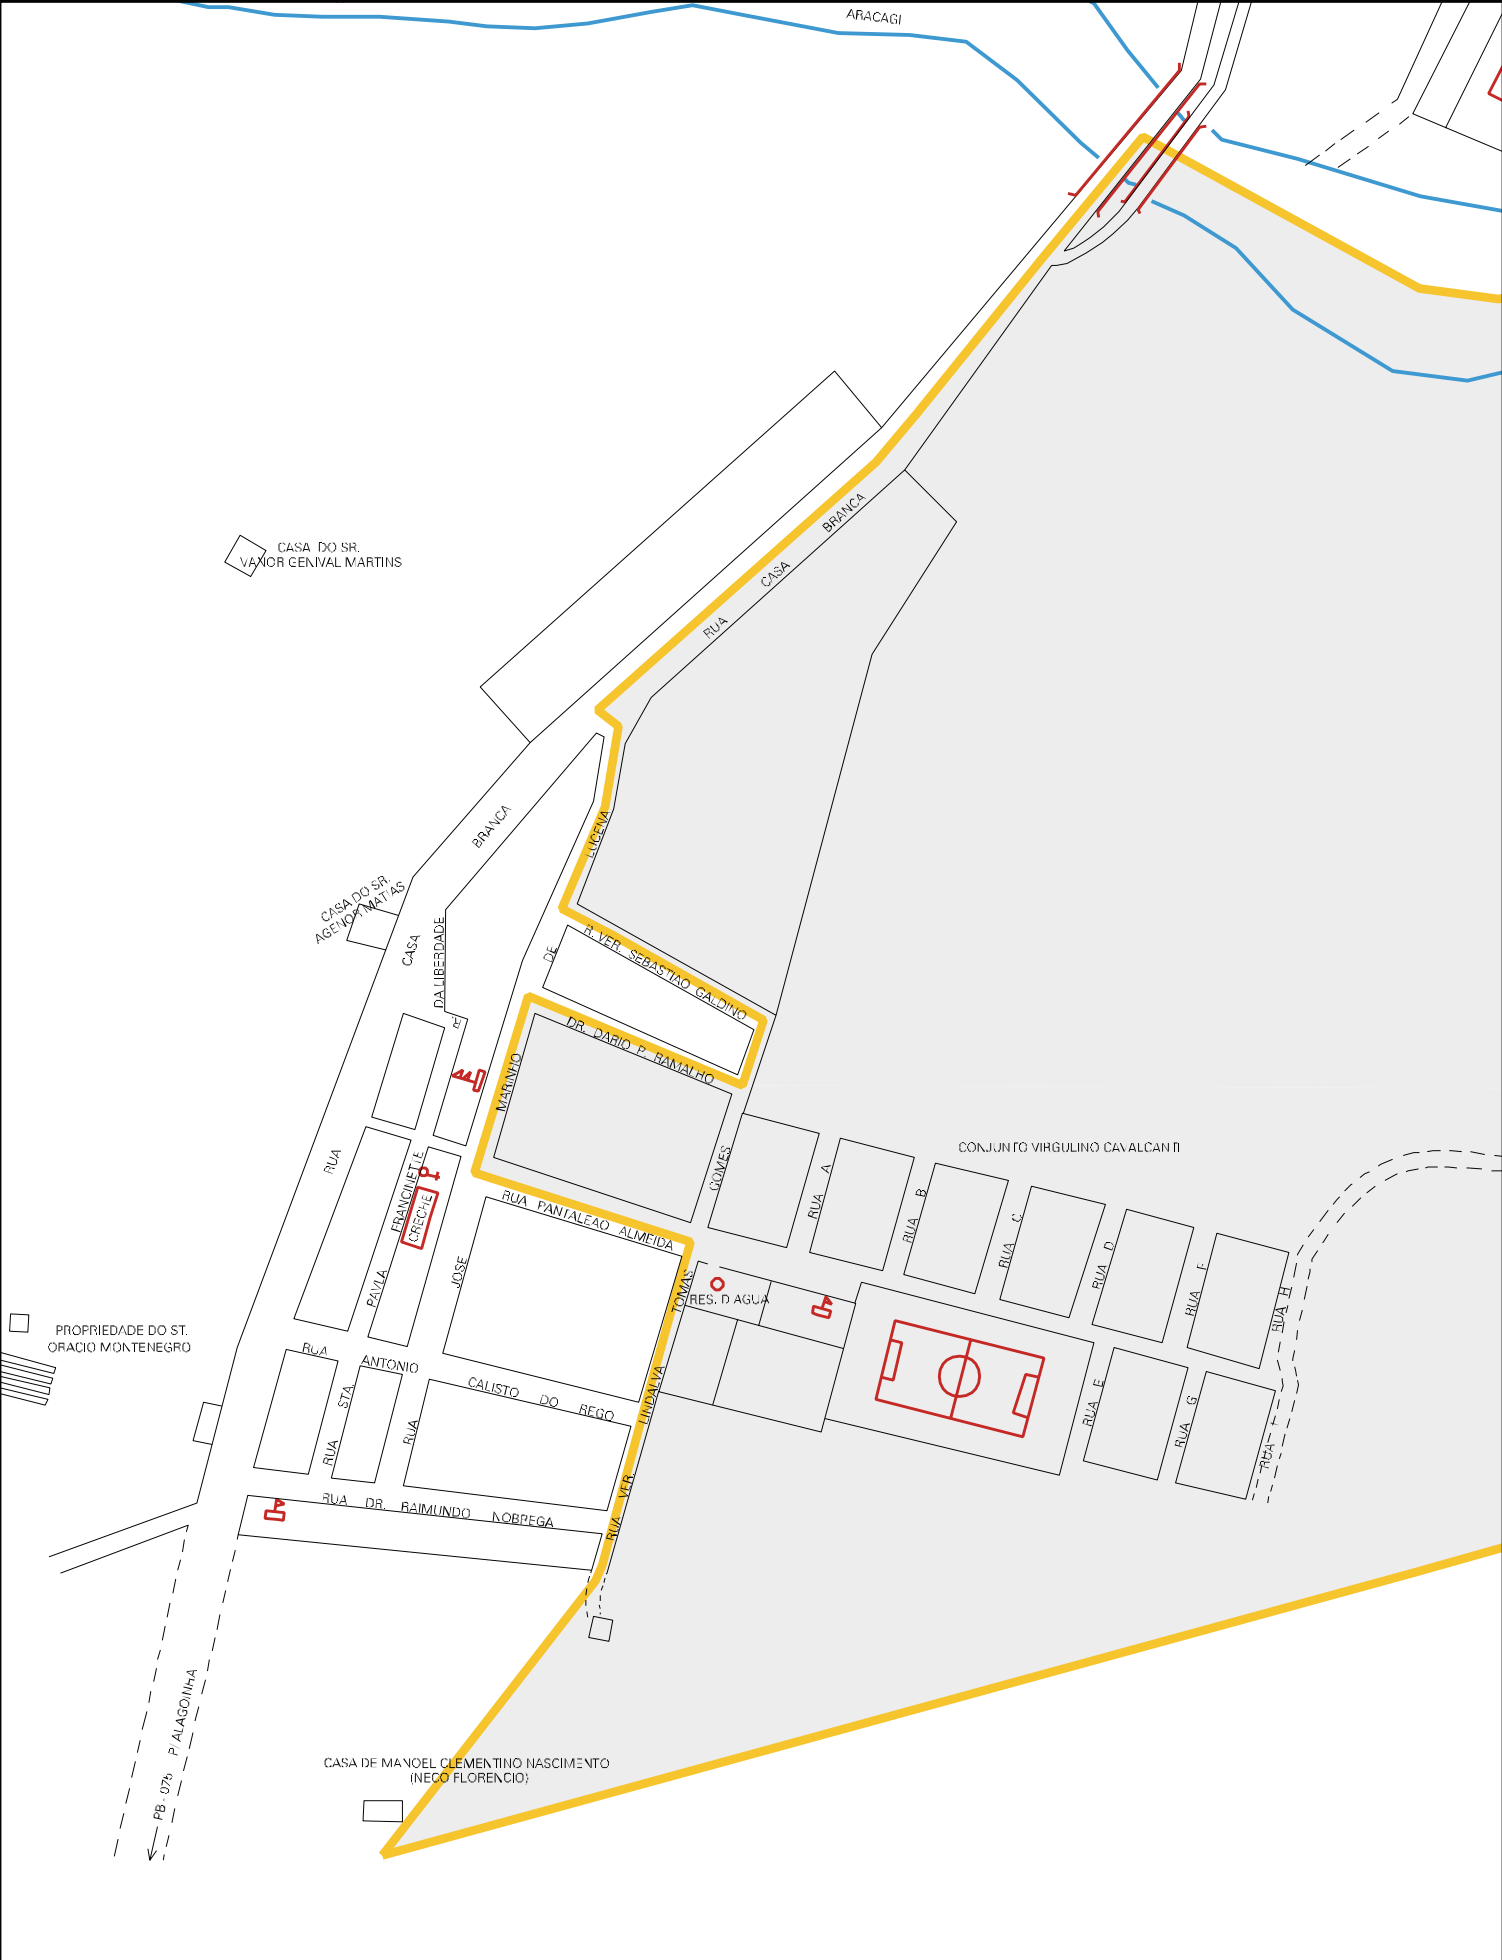 ARACAGI
RUA CASA BRANCA
CASA DO SR.
VANOR GENIVAL MARTINS
BRANCA
LUCENA
CASA DO SR.
AGENOR MATIAS
CASA
DA LIBERDADE
R.
DE
R. VER. SEBASTIAO GALDINO
DR. DARIO P. RAMALHO
MARINHO
RUA
FRANCINETTE
CRECHE
GOMES
CONJUNTO VIRGULINO CAVALCANTI
RUA A
RUA B
RUA C
RUA D
RUA F
RUA H
RUA PANTALEAO ALMEIDA
JOSE
PAVLA
TOMAS
RES. D AGUA
PROPRIEDADE DO ST.
ORACIO MONTENEGRO
RUA ANTONIO CALISTO DO REGO
STA.
RUA
RUA
LINDALVA
RUA E
RUA G
RUA I
VER.
RUA
RUA DR. RAIMUNDO NOBREGA
PB - 075 P/ ALAGOINHA
CASA DE MANOEL CLEMENTINO NASCIMENTO
(NECO FLORENCIO)